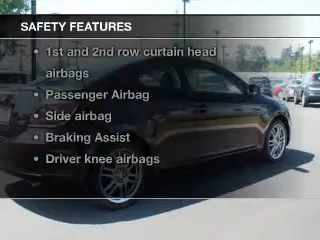 SAFETY FEATURES
• 1st and 2nd row curtain head
airbags
• Passenger Airbag
• Side airbag
• Braking Assist
• Driver knee airbags